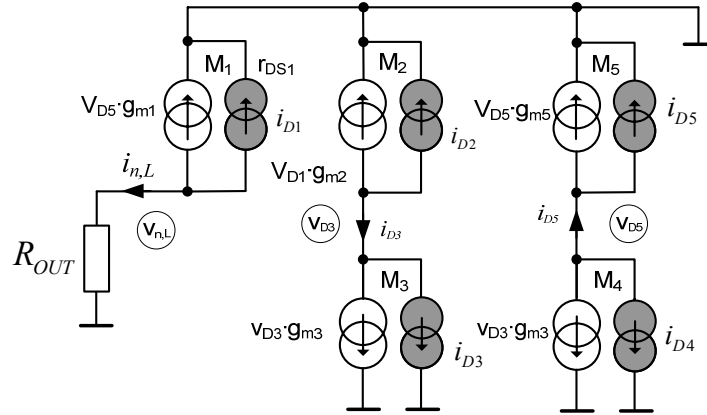 M1 rDS1
VD5·gm1
iD1
in,L
vn,L
ROUT
M2
iD2
VD1·gm2
vD3
iD3
M3
vD3·gm3
iD3
M5
VD5·gm5
iD5
iD5
vD5
M4
vD3·gm3
iD4